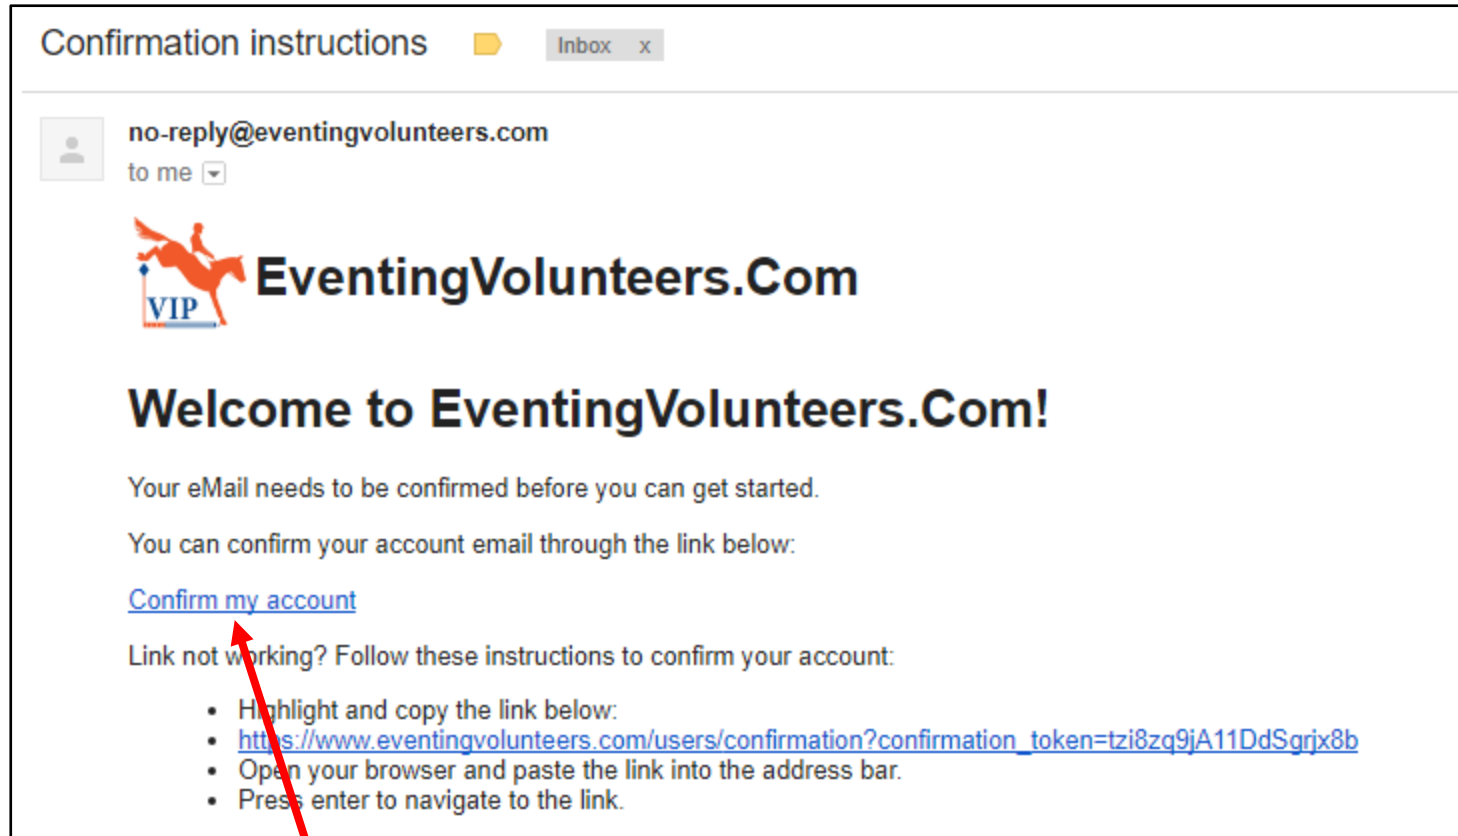 Confirmation instructions Inbox x
no-reply@eventingvolunteers.com
to me
VIP
EventingVolunteers.Com
Welcome to EventingVolunteers.Com!
Your eMail needs to be confirmed before you can get started.
You can confirm your account email through the link below:
Confirm my account
Link not working? Follow these instructions to confirm your account:
• Highlight and copy the link below:
• https://www.eventingvolunteers.com/users/confirmation?confirmation_token=tzi8zq9jA11DdSgrjx8b
• Open your browser and paste the link into the address bar.
• Press enter to navigate to the link.